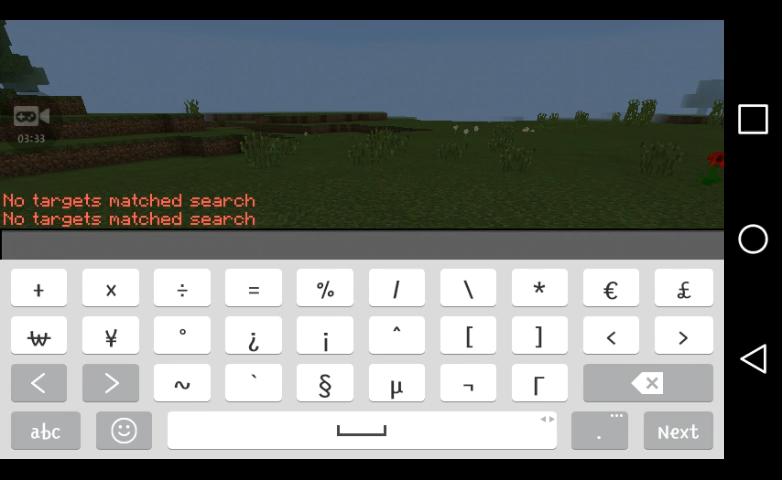 03:33
No targets matched search
No targets matched search
+ × ÷ = % / \ * € £
₩ ¥ ° ¿ ¡ ^ [ ] < >
< > ~ ` § µ ¬ Γ
abc . Next